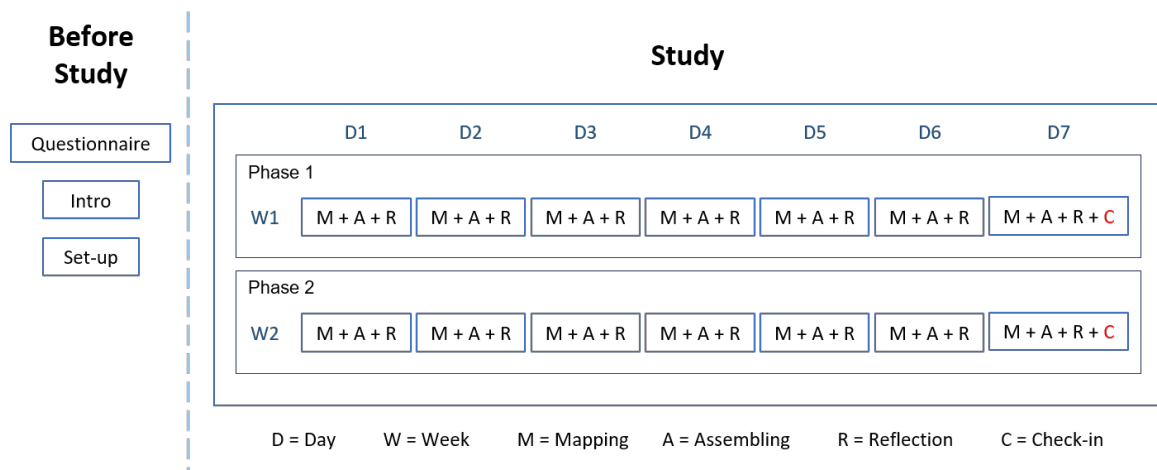 Before
Study
Questionnaire
Intro
Set-up
Study
D1 D2 D3 D4 D5 D6 D7
Phase 1
W1 M + A + R M + A + R M + A + R M + A + R M + A + R M + A + R M + A + R + C
Phase 2
W2 M + A + R M + A + R M + A + R M + A + R M + A + R M + A + R M + A + R + C
D = Day W = Week M = Mapping A = Assembling R = Reflection C = Check-in